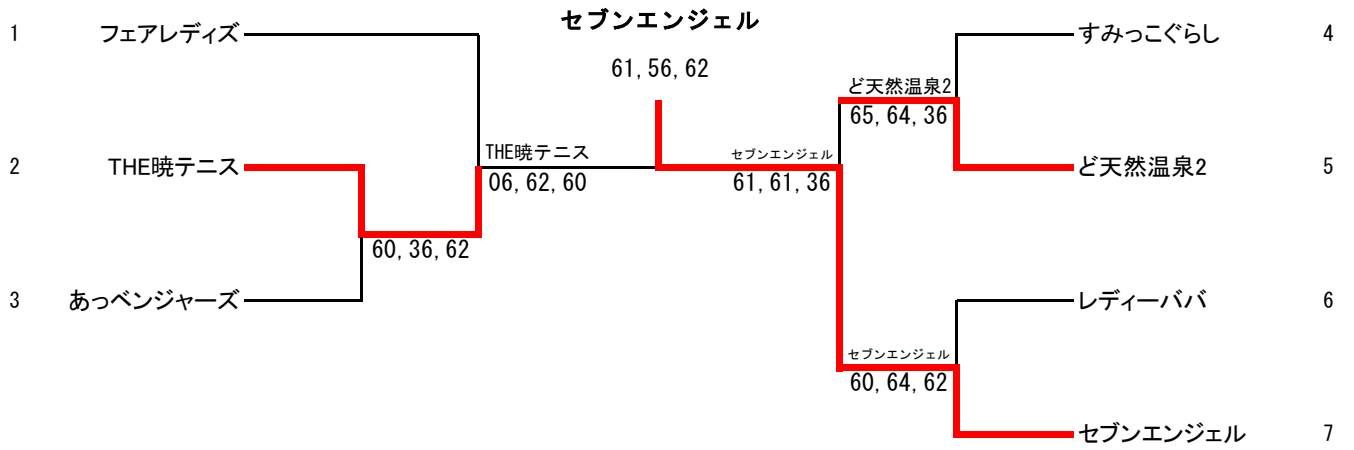 セブンエンジェル
1 フェアレディズ
すみっこぐらし 4
61,56,62
ど天然温泉2
65,64,36
THE暁テニス
セブンエンジェル
2 THE暁テニス
ど天然温泉2 5
06,62,60
61,61,36
60,36,62
3 あっベンジャーズ
レディーババ 6
セブンエンジェル
60,64,62
セブンエンジェル 7